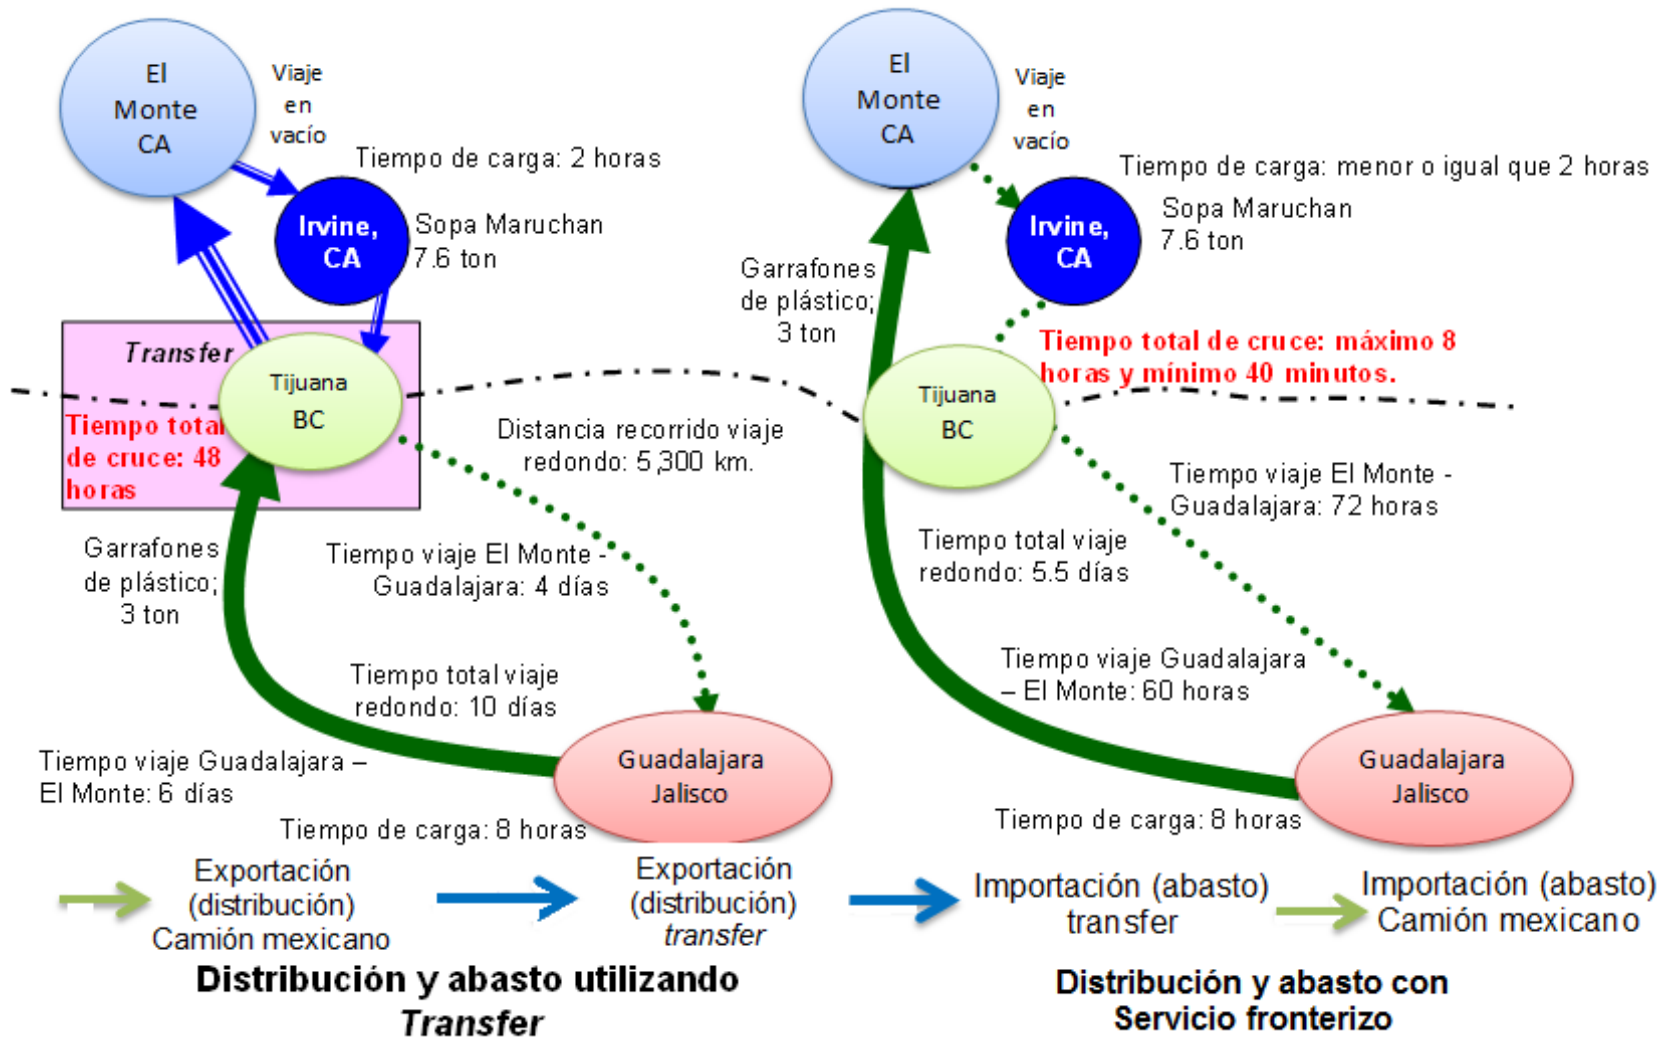 El
Monte
CA
Viaje
en
vacío
Tiempo de carga: 2 horas
Irvine,
CA
Sopa Maruchan
7.6 ton
Transfer
Tijuana
BC
Tiempo total
de cruce: 48
horas
Distancia recorrido viaje
redondo: 5,300 km.
Garrafones
de plástico;
3 ton
Tiempo viaje El Monte -
Guadalajara: 4 días
Tiempo total viaje
redondo: 10 días
Tiempo viaje Guadalajara –
El Monte: 6 días
Guadalajara
Jalisco
Tiempo de carga: 8 horas
El
Monte
CA
Viaje
en
vacío
Tiempo de carga: menor o igual que 2 horas
Irvine,
CA
Sopa Maruchan
7.6 ton
Garrafones
de plástico;
3 ton
Tiempo total de cruce: máximo 8
horas y mínimo 40 minutos.
Tijuana
BC
Tiempo viaje El Monte -
Guadalajara: 72 horas
Tiempo total viaje
redondo: 5.5 días
Tiempo viaje Guadalajara
– El Monte: 60 horas
Guadalajara
Jalisco
Tiempo de carga: 8 horas
Exportación
(distribución)
Camión mexicano
Exportación
(distribución)
transfer
Importación (abasto)
transfer
Importación (abasto)
Camión mexicano
Distribución y abasto utilizando
Transfer
Distribución y abasto con
Servicio fronterizo